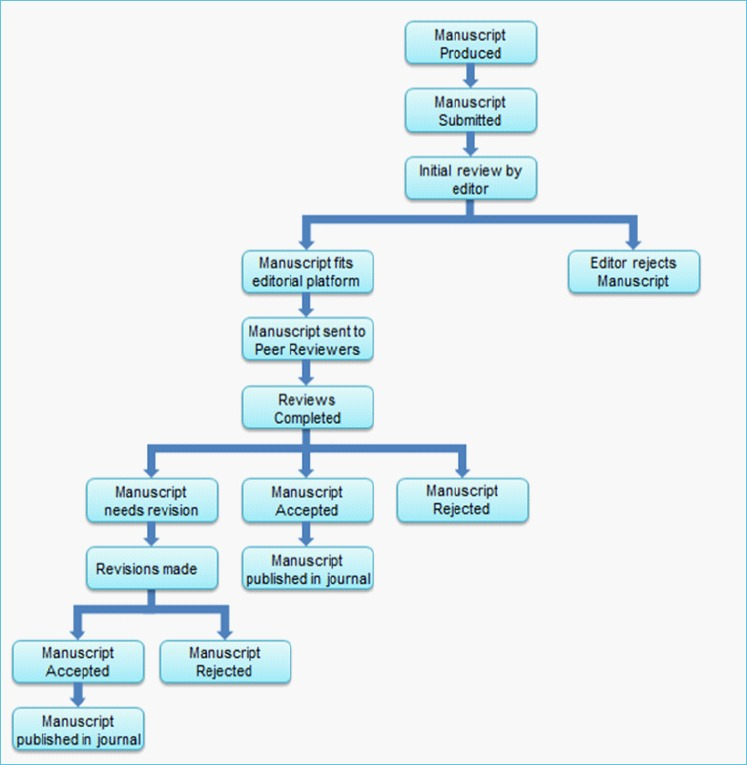 Manuscript
Produced
Manuscript
Submitted
Initial review by
editor
Manuscript fits
editorial platform
Editor rejects
Manuscript
Manuscript sent to
Peer Reviewers
Reviews
Completed
Manuscript
needs revision
Manuscript
Accepted
Manuscript
Rejected
Revisions made
Manuscript
published in journal
Manuscript
Accepted
Manuscript
Rejected
Manuscript
published in journal